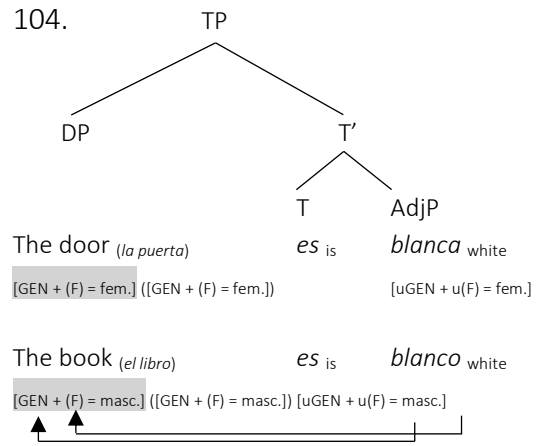 104.
TP
DP
T'
T
AdjP
The door (la puerta) es is blanca white
[GEN + (F) = fem.] ([GEN + (F) = fem.]) [uGEN + u(F) = fem.]
The book (el libro) es is blanco white
[GEN + (F) = masc.] ([GEN + (F) = masc.]) [uGEN + u(F) = masc.]